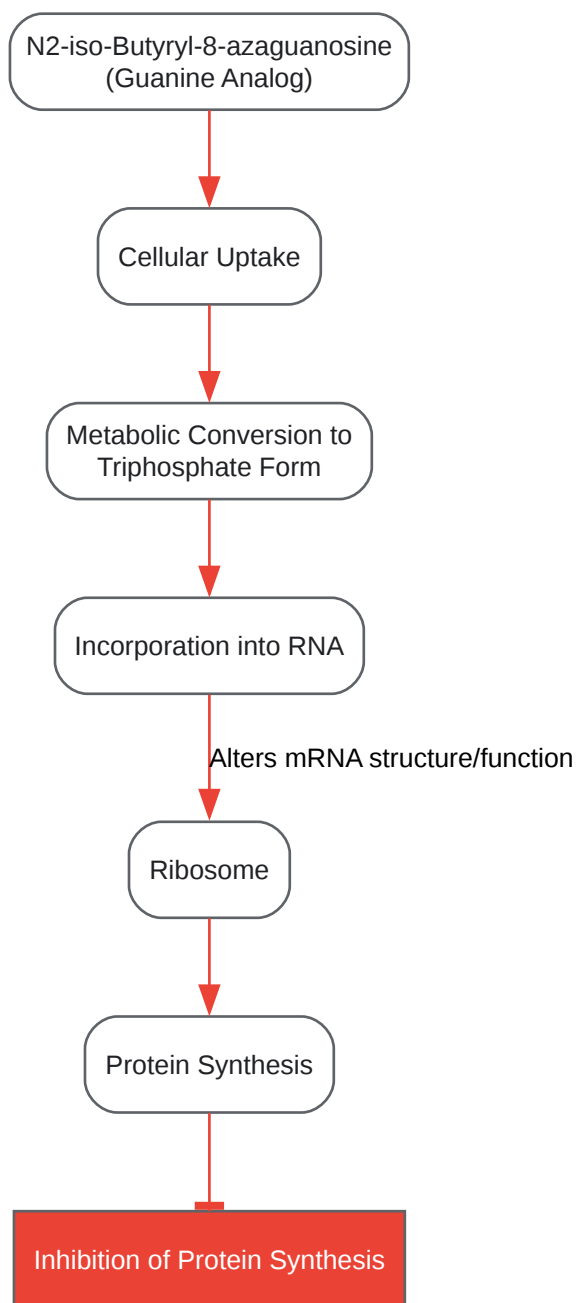 N2-iso-Butyryl-8-azaguanosine
(Guanine Analog)
Cellular Uptake
Metabolic Conversion to
Triphosphate Form
Incorporation into RNA
Alters mRNA structure/function
Ribosome
Protein Synthesis
Inhibition of Protein Synthesis